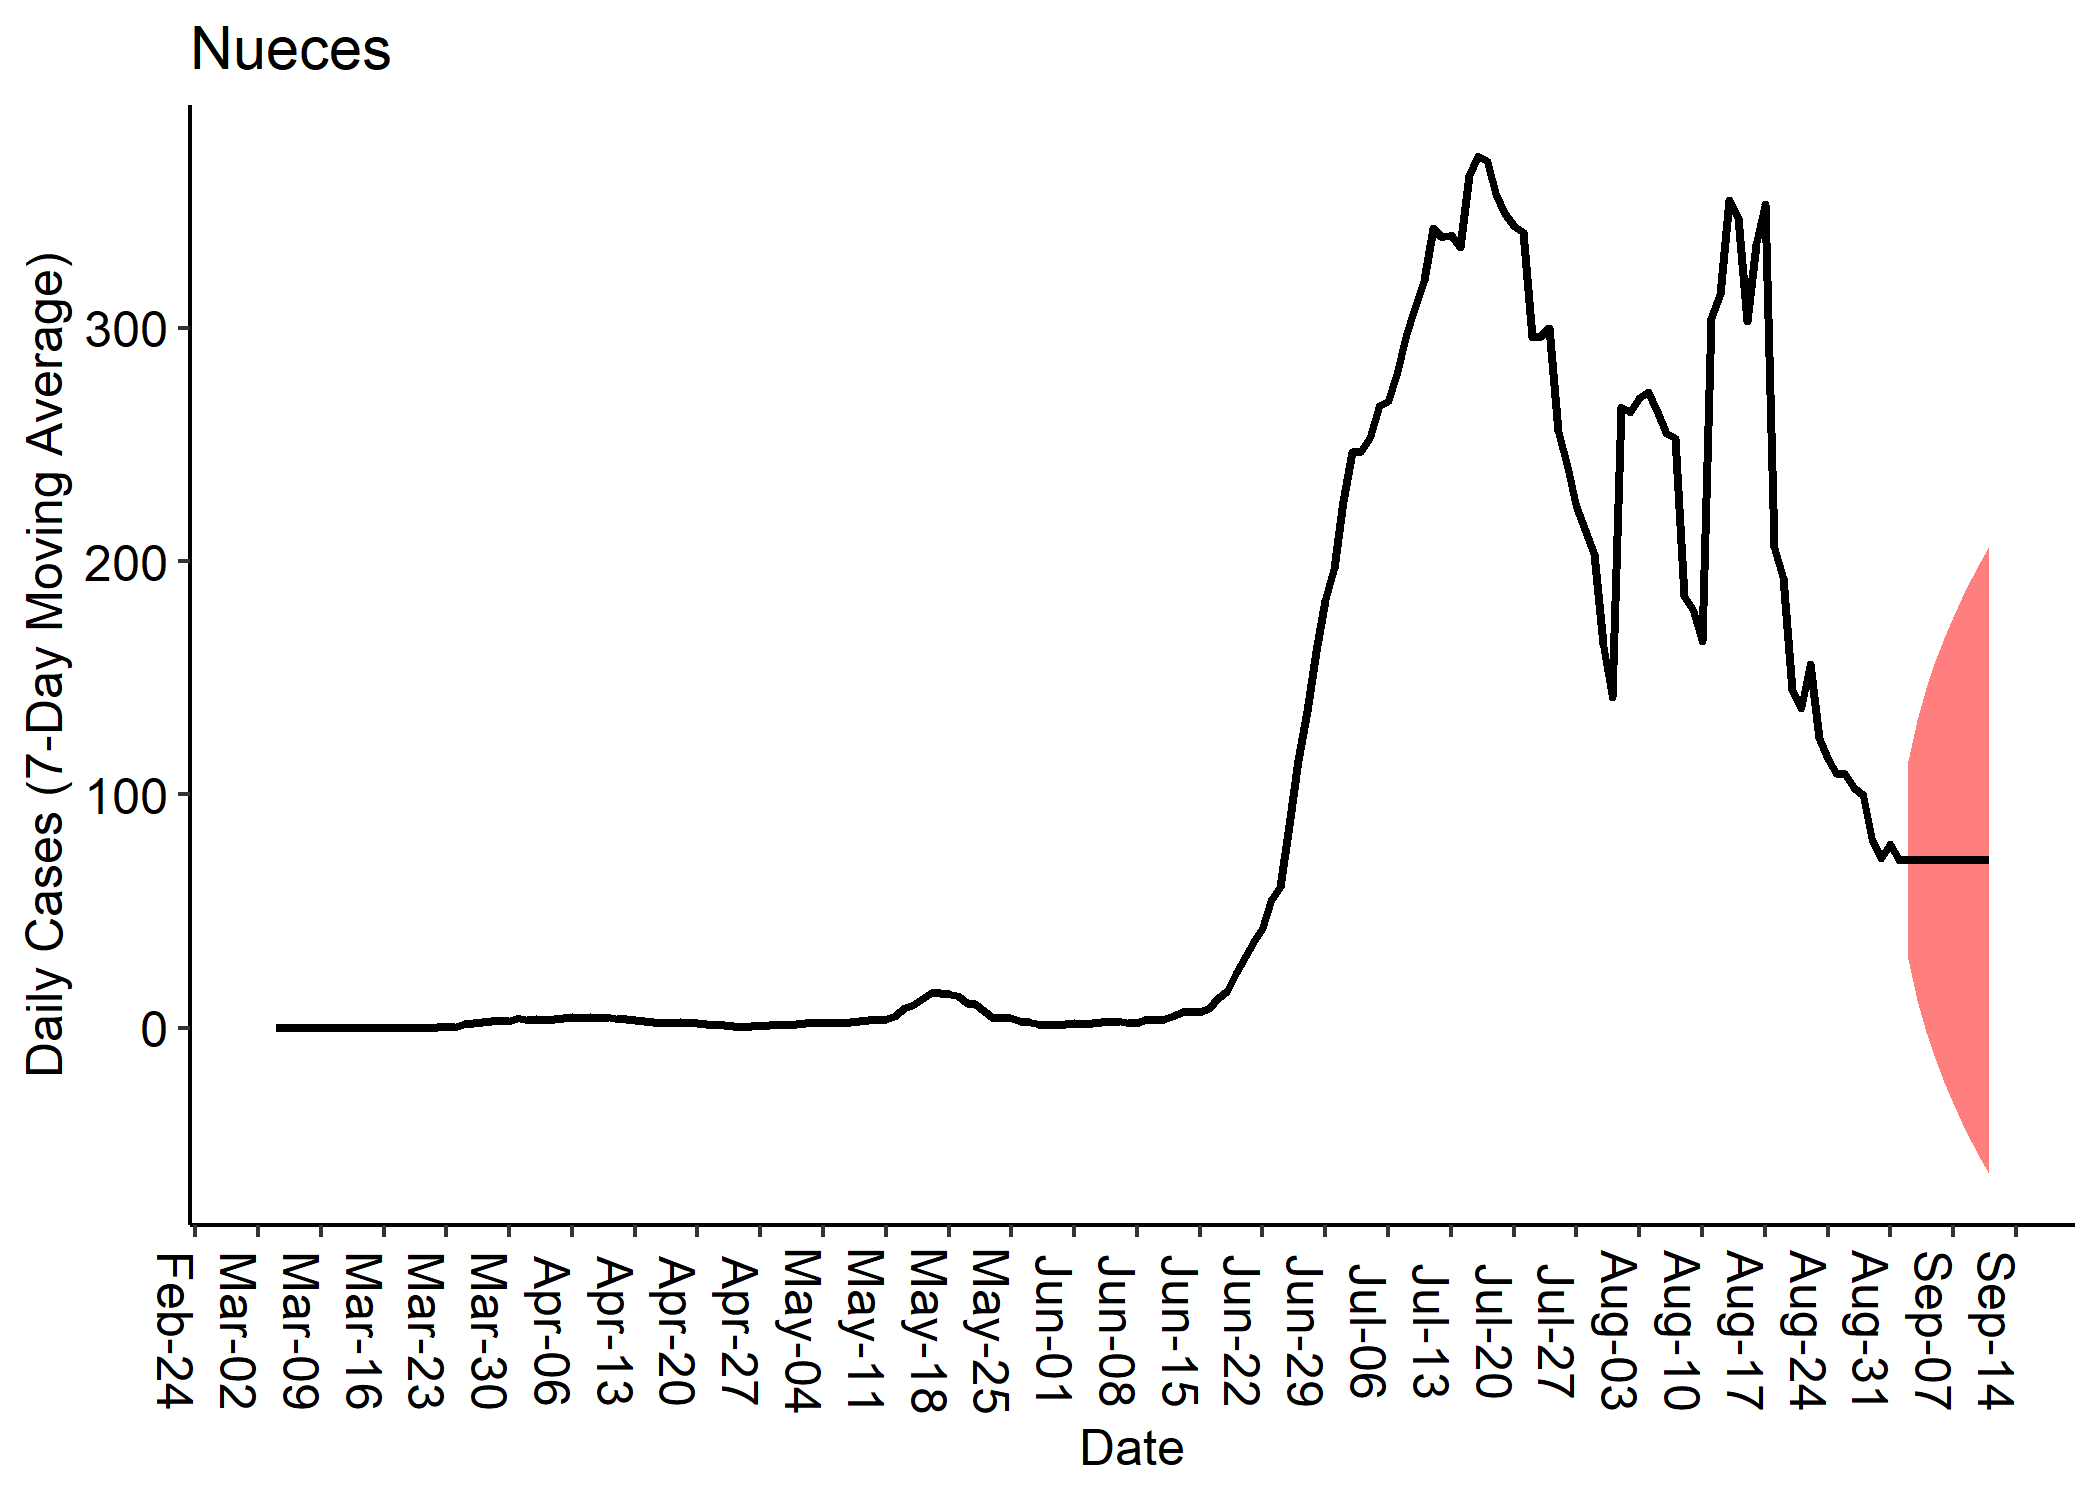 Nueces
Daily Cases (7-Day Moving Average)
300
200
100
0
Feb-24
Mar-02
Mar-09
Mar-16
Mar-23
Mar-30
Apr-06
Apr-13
Apr-20
Apr-27
May-04
May-11
May-18
May-25
Jun-01
Jun-08
Jun-15
Jun-22
Jun-29
Jul-06
Jul-13
Jul-20
Jul-27
Aug-03
Aug-10
Aug-17
Aug-24
Aug-31
Sep-07
Sep-14
Date